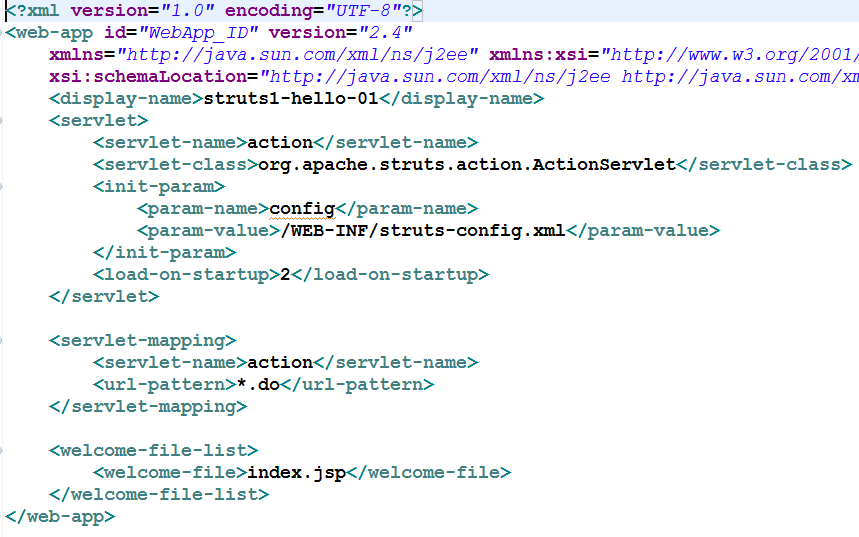 <?xml version="1.0" encoding="UTF-8"?>
<web-app id="WebApp_ID" version="2.4"
xmlns="http://java.sun.com/xml/ns/j2ee" xmlns:xsi="http://www.w3.org/2001/
xsi:schemaLocation="http://java.sun.com/xml/ns/j2ee http://java.sun.com/xm
<display-name>struts1-hello-01</display-name>
<servlet>
<servlet-name>action</servlet-name>
<servlet-class>org.apache.struts.action.ActionServlet</servlet-class>
<init-param>
<param-name>config</param-name>
<param-value>/WEB-INF/struts-config.xml</param-value>
</init-param>
<load-on-startup>2</load-on-startup>
</servlet>
<servlet-mapping>
<servlet-name>action</servlet-name>
<url-pattern>*.do</url-pattern>
</servlet-mapping>
<welcome-file-list>
<welcome-file>index.jsp</welcome-file>
</welcome-file-list>
</web-app>